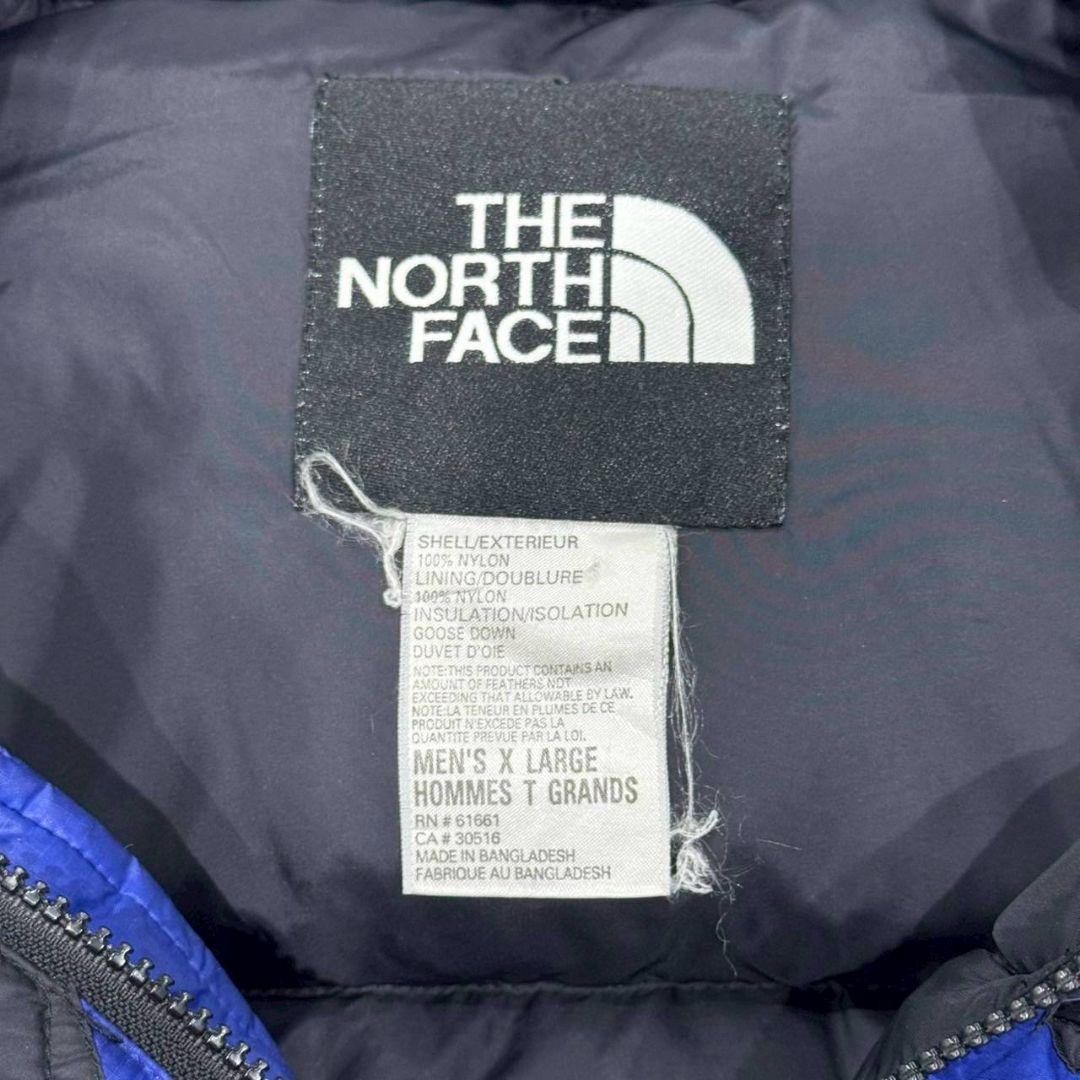 THE
NORTH
FACE
SHELL/EXTERIEUR
100% NYLON
LINING/DOUBLURE
100% NYLON
INSULATION/ISOLATION
GOOSE DOWN
DUVET D'OIE
NOTE:THIS PRODUCT CONTAINS AN
AMOUNT OF FEATHERS NOT
EXCEEDING THAT ALLOWABLE BY LAW.
NOTE:LA TENEUR EN PLUMES DE CE
PRODUIT N'EXCEDE PAS LA
QUANTITE PREVUE PAR LA LOI.
MEN'S X LARGE
HOMMES T GRANDS
RN # 61661
CA # 30516
MADE IN BANGLADESH
FABRIQUE AU BANGLADESH